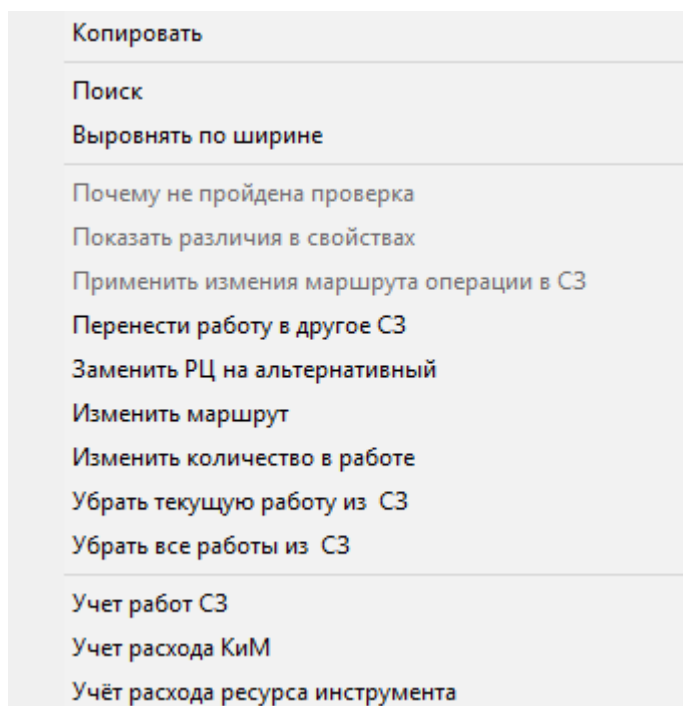 Копировать
Поиск
Выровнять по ширине
Почему не пройдена проверка
Показать различия в свойствах
Применить измения маршрута операции в СЗ
Перенести работу в другое СЗ
Заменить РЦ на альтернативный
Изменить маршрут
Изменить количество в работе
Убрать текущую работу из  СЗ
Убрать все работы из  СЗ
Учет работ СЗ
Учет расхода КиМ
Учёт расхода ресурса инструмента